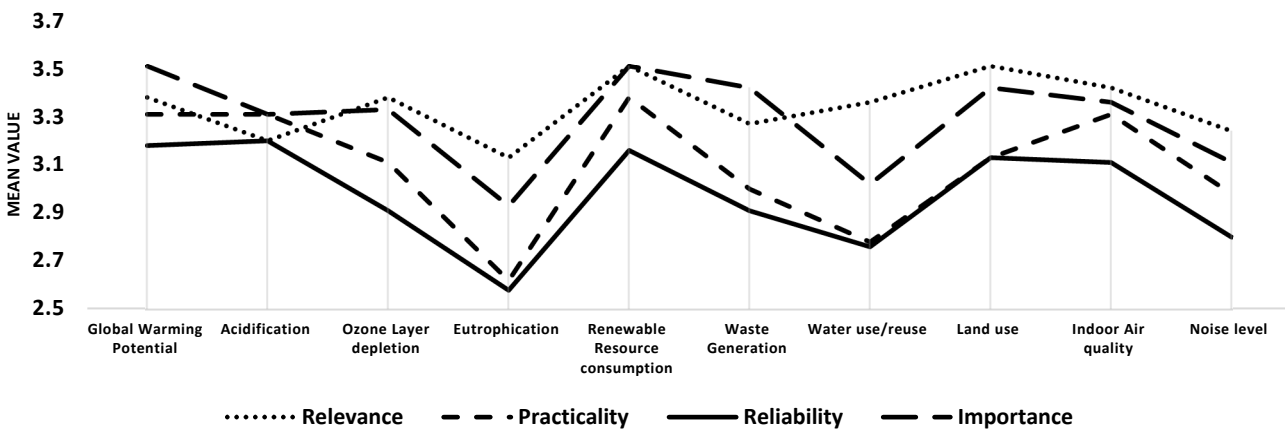 3.7
3.5
3.3
3.1
2.9
2.7
2.5
MEAN VALUE
Global Warming
Potential
Acidification
Ozone Layer
depletion
Eutrophication
Renewable
Resource
consumption
Waste
Generation
Water use/reuse
Land use
Indoor Air
quality
Noise level
Relevance
Practicality
Reliability
Importance